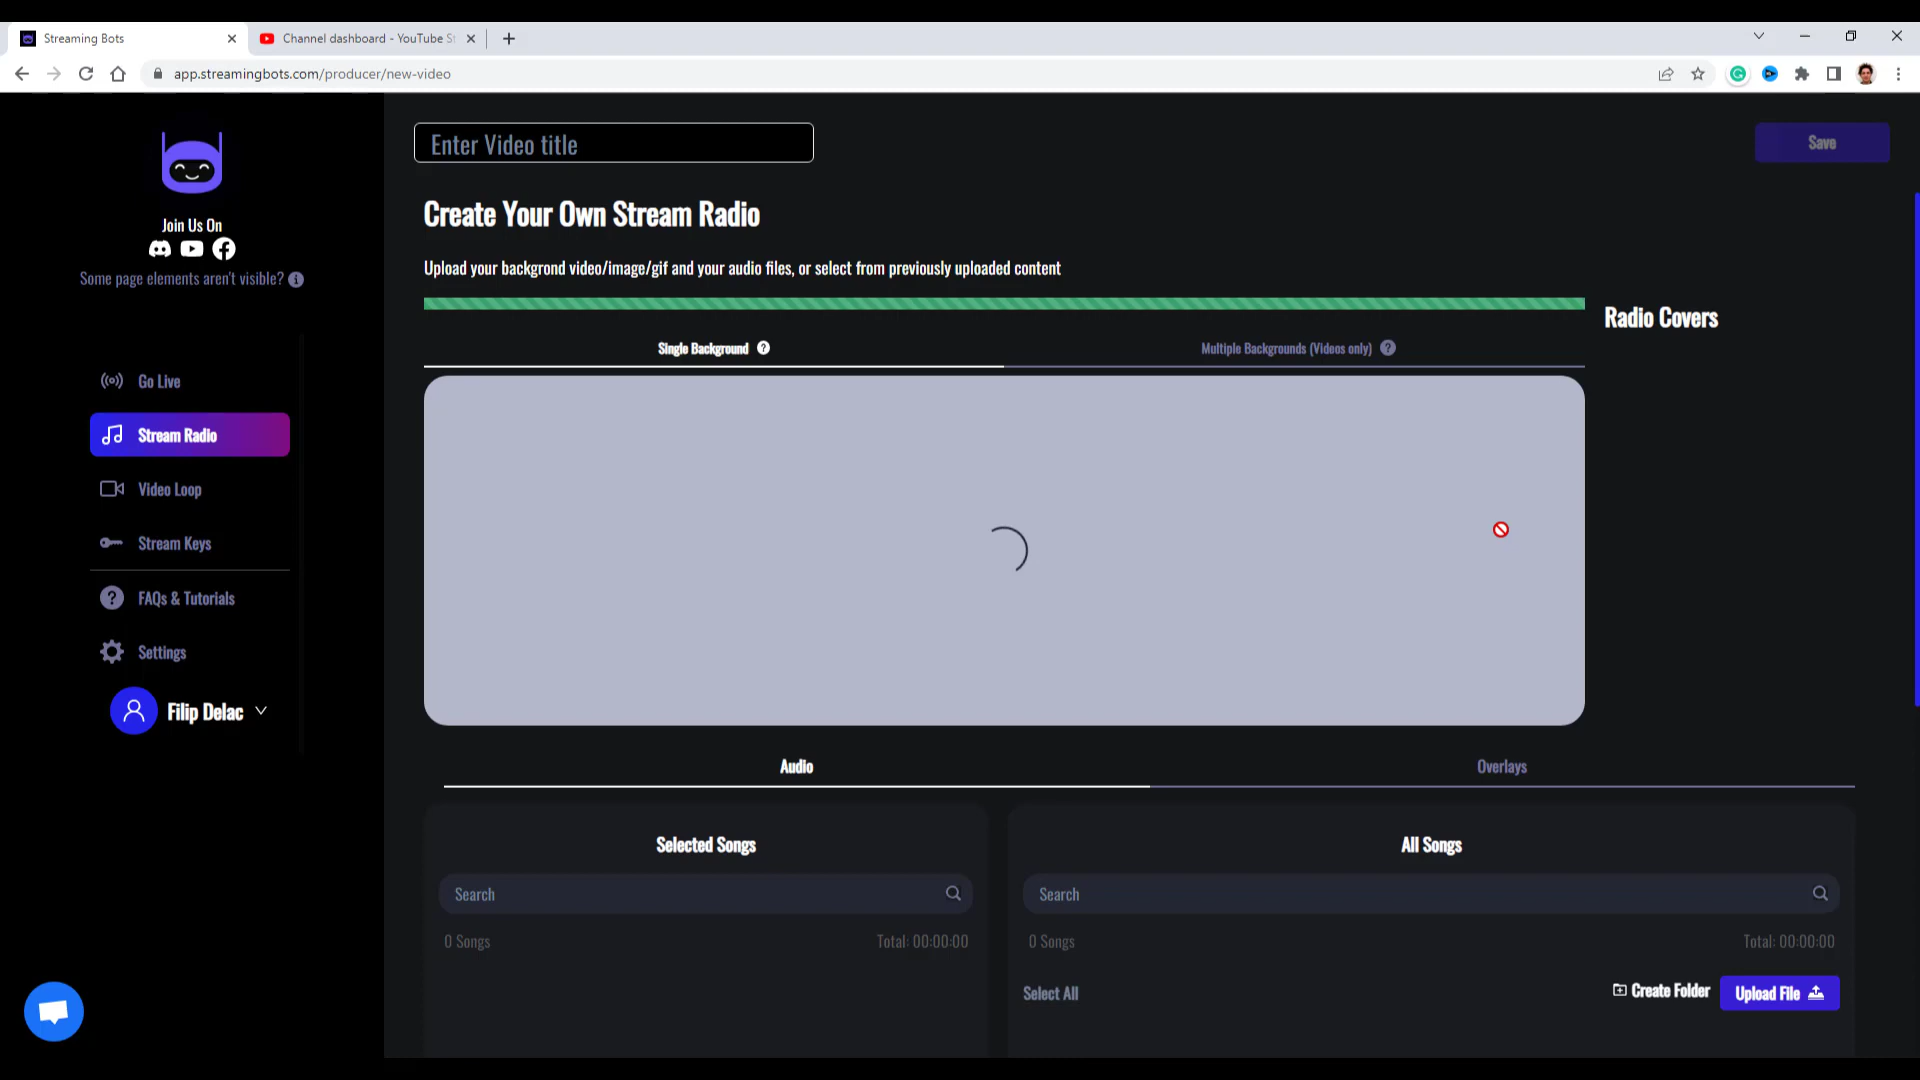 Streaming Bots
Channel dashboard - YouTube St
app.streamingbots.com/producer/new-video
Enter Video title
Save
Join Us On
Some page elements aren't visible?
Create Your Own Stream Radio
Upload your backgrond video/image/gif and your audio files, or select from previously uploaded content
Radio Covers
Single Background ?
Multiple Backgrounds (Videos only) ?
Go Live
Stream Radio
Video Loop
Stream Keys
FAQs & Tutorials
Settings
Filip Delac
Audio
Overlays
Selected Songs
Search
0 Songs
Total: 00:00:00
All Songs
Search
0 Songs
Total: 00:00:00
Select All
Create Folder
Upload File